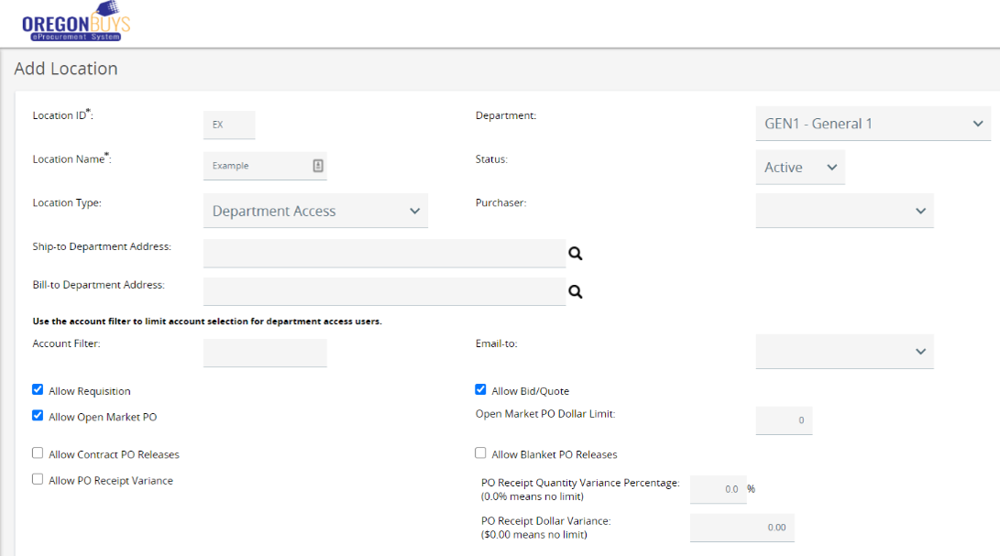 OREGONBUYS
eProcurement System
Add Location
Location ID*: EX Department: GEN1 - General 1
Location Name*: Example Status: Active
Location Type: Department Access Purchaser:
Ship-to Department Address:
Bill-to Department Address:
Use the account filter to limit account selection for department access users.
Account Filter: Email-to:
Allow Requisition Allow Bid/Quote
Allow Open Market PO Open Market PO Dollar Limit: 0
Allow Contract PO Releases Allow Blanket PO Releases
Allow PO Receipt Variance
PO Receipt Quantity Variance Percentage: 0.0 %
(0.0% means no limit)
PO Receipt Dollar Variance: 0.00
($0.00 means no limit)